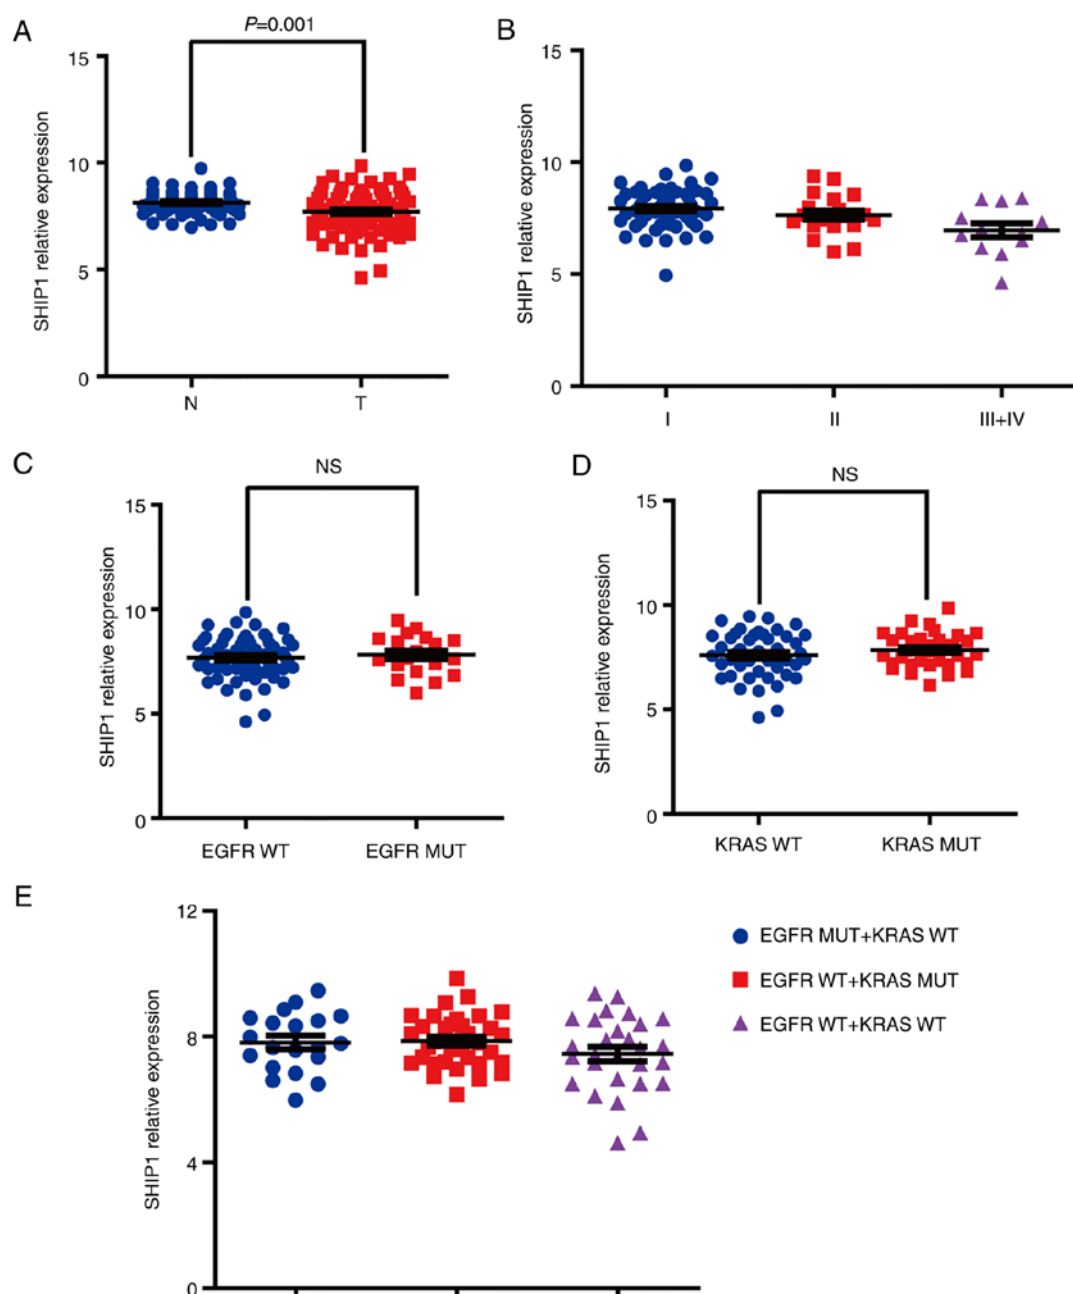 A
P=0.001
15
10
5
0
SHIP1 relative expression
N
T
B
15
10
5
0
SHIP1 relative expression
I
II
III+IV
C
NS
15
10
5
0
SHIP1 relative expression
EGFR WT
EGFR MUT
D
NS
15
10
5
0
SHIP1 relative expression
KRAS WT
KRAS MUT
E
12
8
4
0
SHIP1 relative expression
EGFR MUT+KRAS WT
EGFR WT+KRAS MUT
EGFR WT+KRAS WT